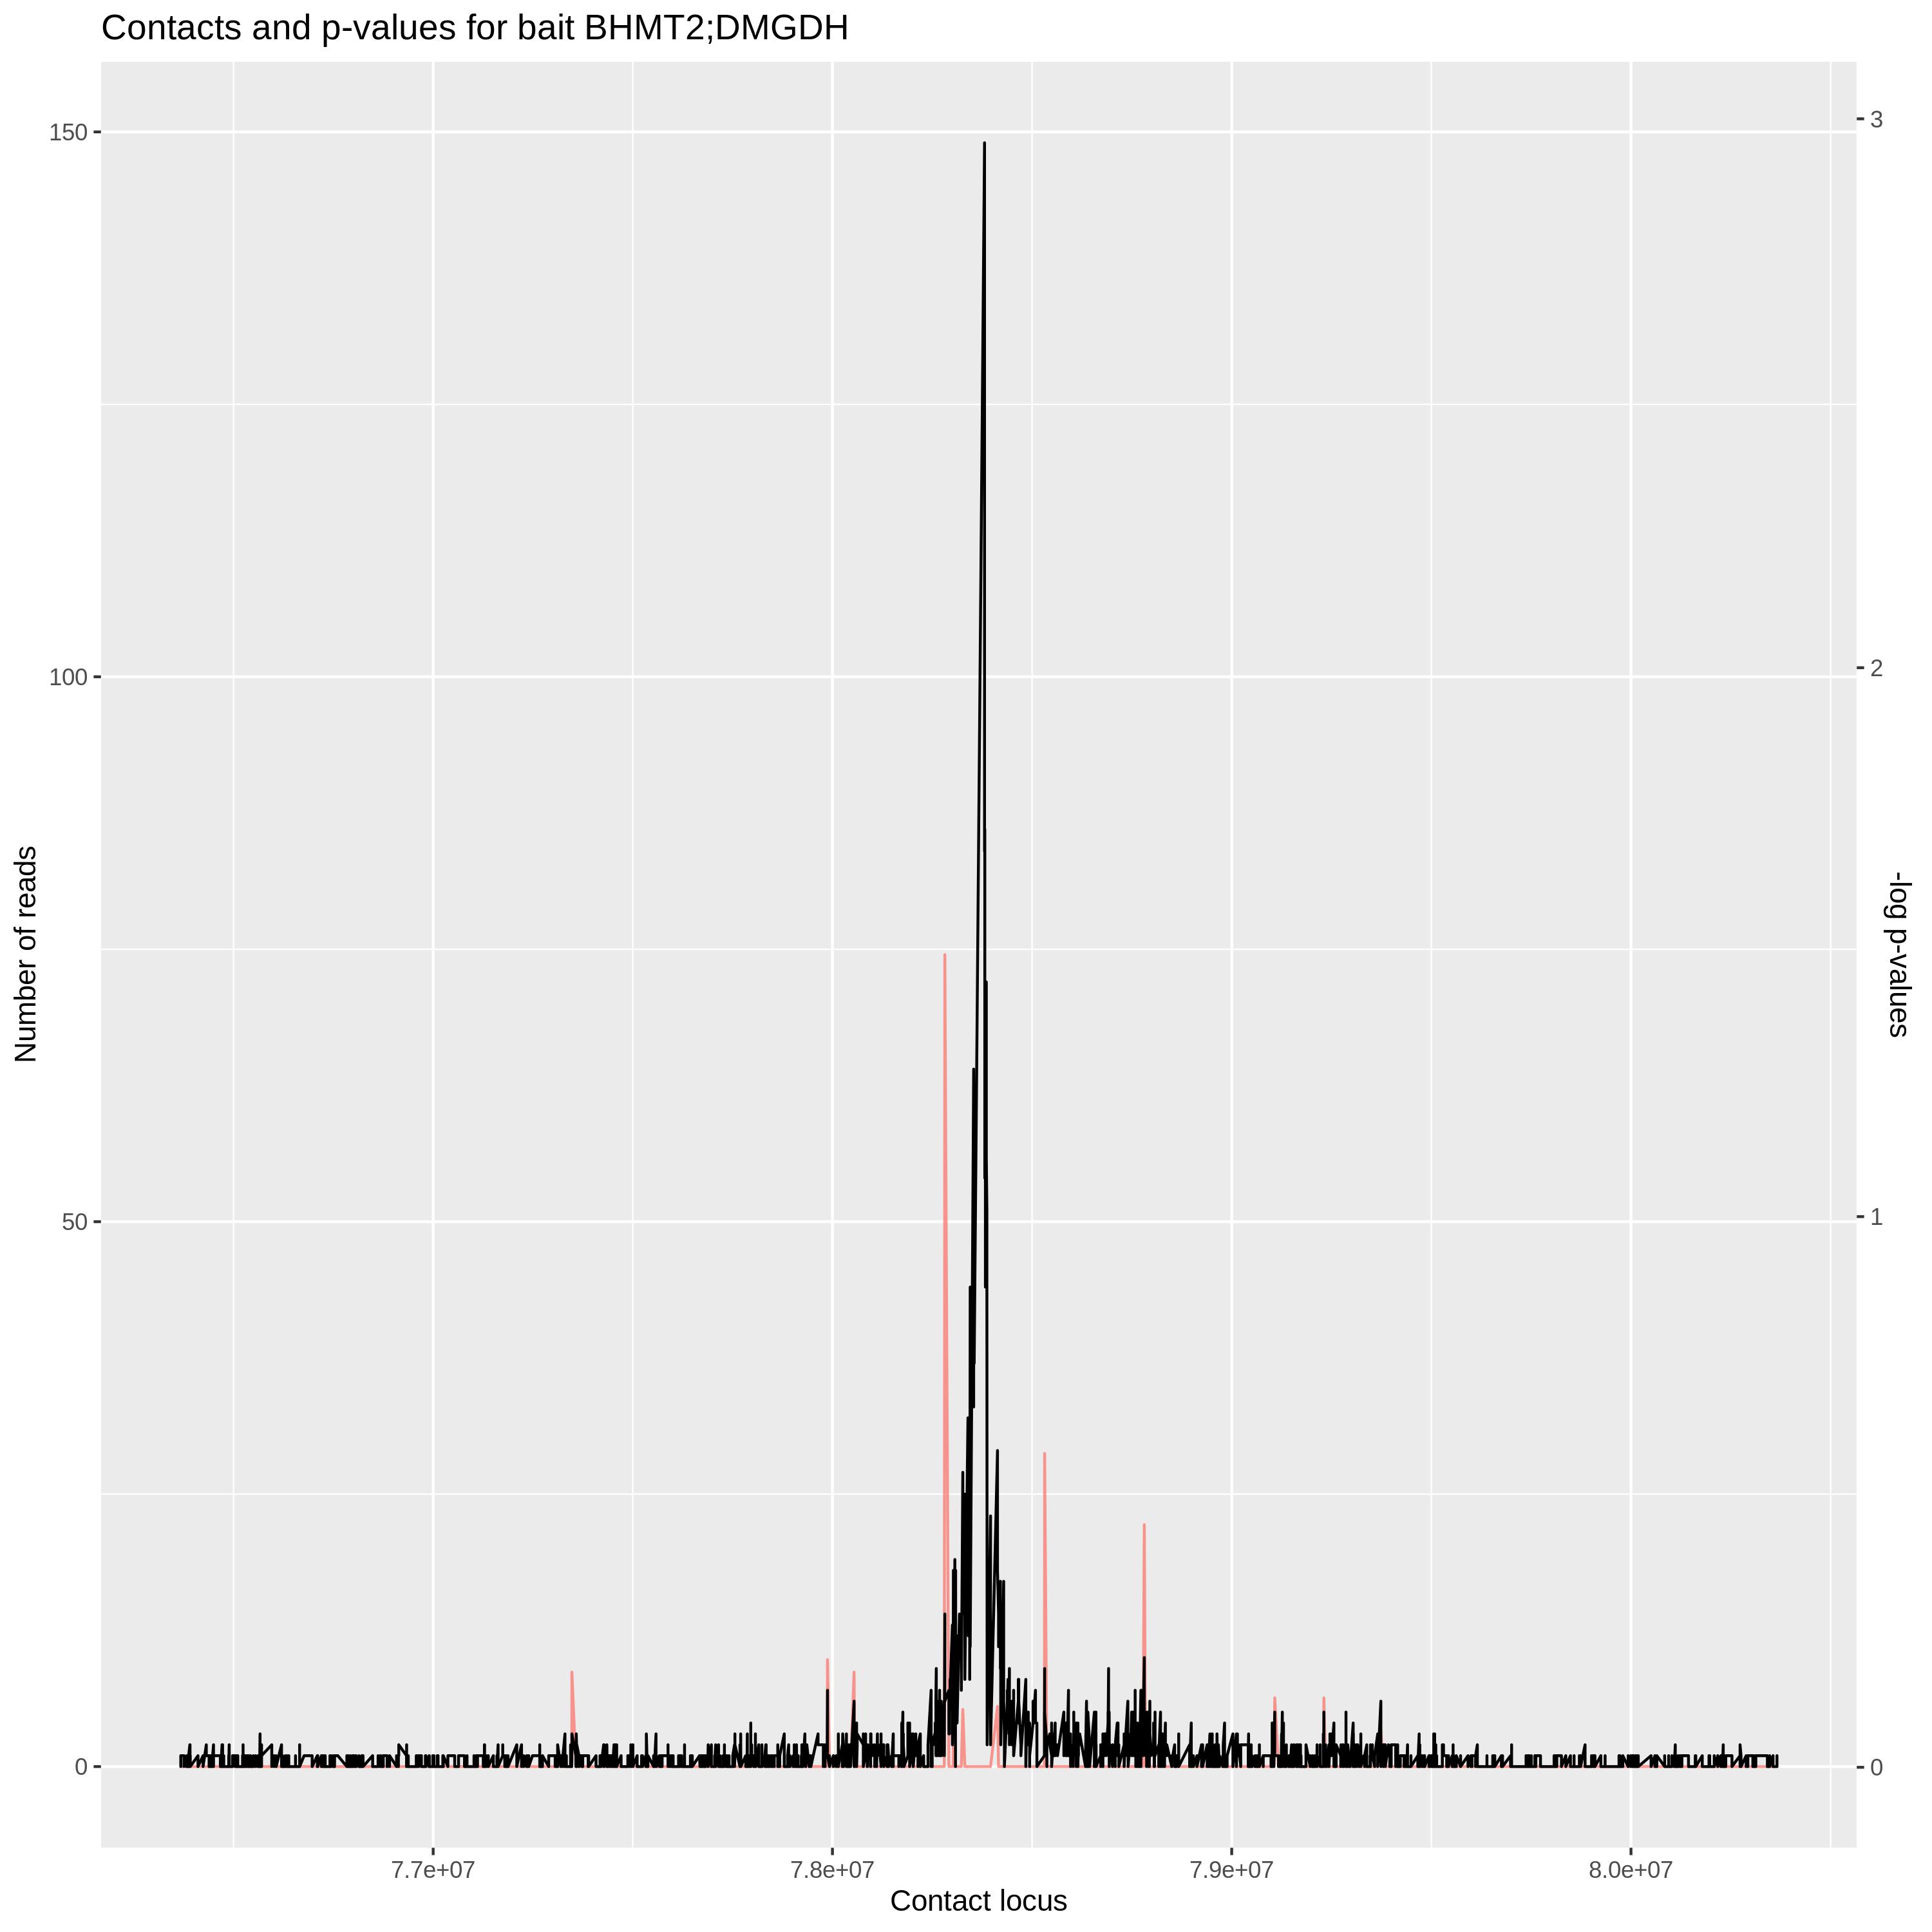 Contacts and p-values for bait BHMT2;DMGDH
150
100
50
0
Number of reads
3
2
1
0
-log p-values
7.7e+07
7.8e+07
7.9e+07
8.0e+07
Contact locus